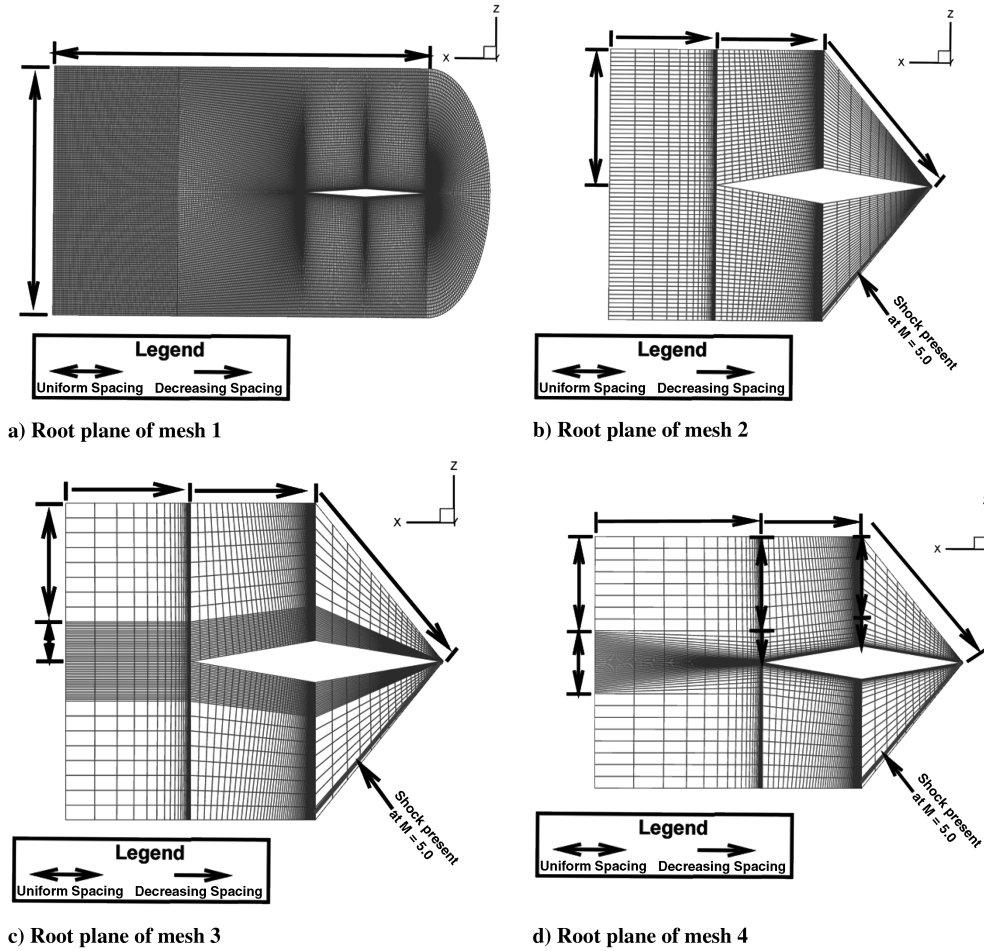 z
x
Legend
Uniform Spacing Decreasing Spacing
a) Root plane of mesh 1
z
x
Shock present
at M = 5.0
Legend
Uniform Spacing Decreasing Spacing
b) Root plane of mesh 2
z
x
Shock present
at M = 5.0
Legend
Uniform Spacing Decreasing Spacing
c) Root plane of mesh 3
x
Shock present
at M = 5.0
Legend
Uniform Spacing Decreasing Spacing
d) Root plane of mesh 4